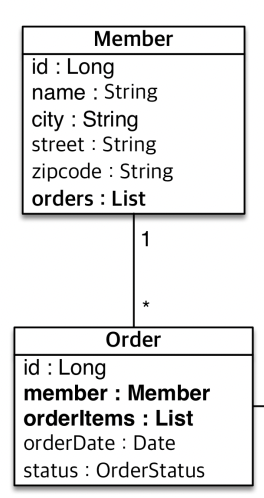 Member
id : Long
name : String
city : String
street : String
zipcode : String
orders : List
1
*
Order
id : Long
member : Member
orderItems : List
orderDate : Date
status : OrderStatus